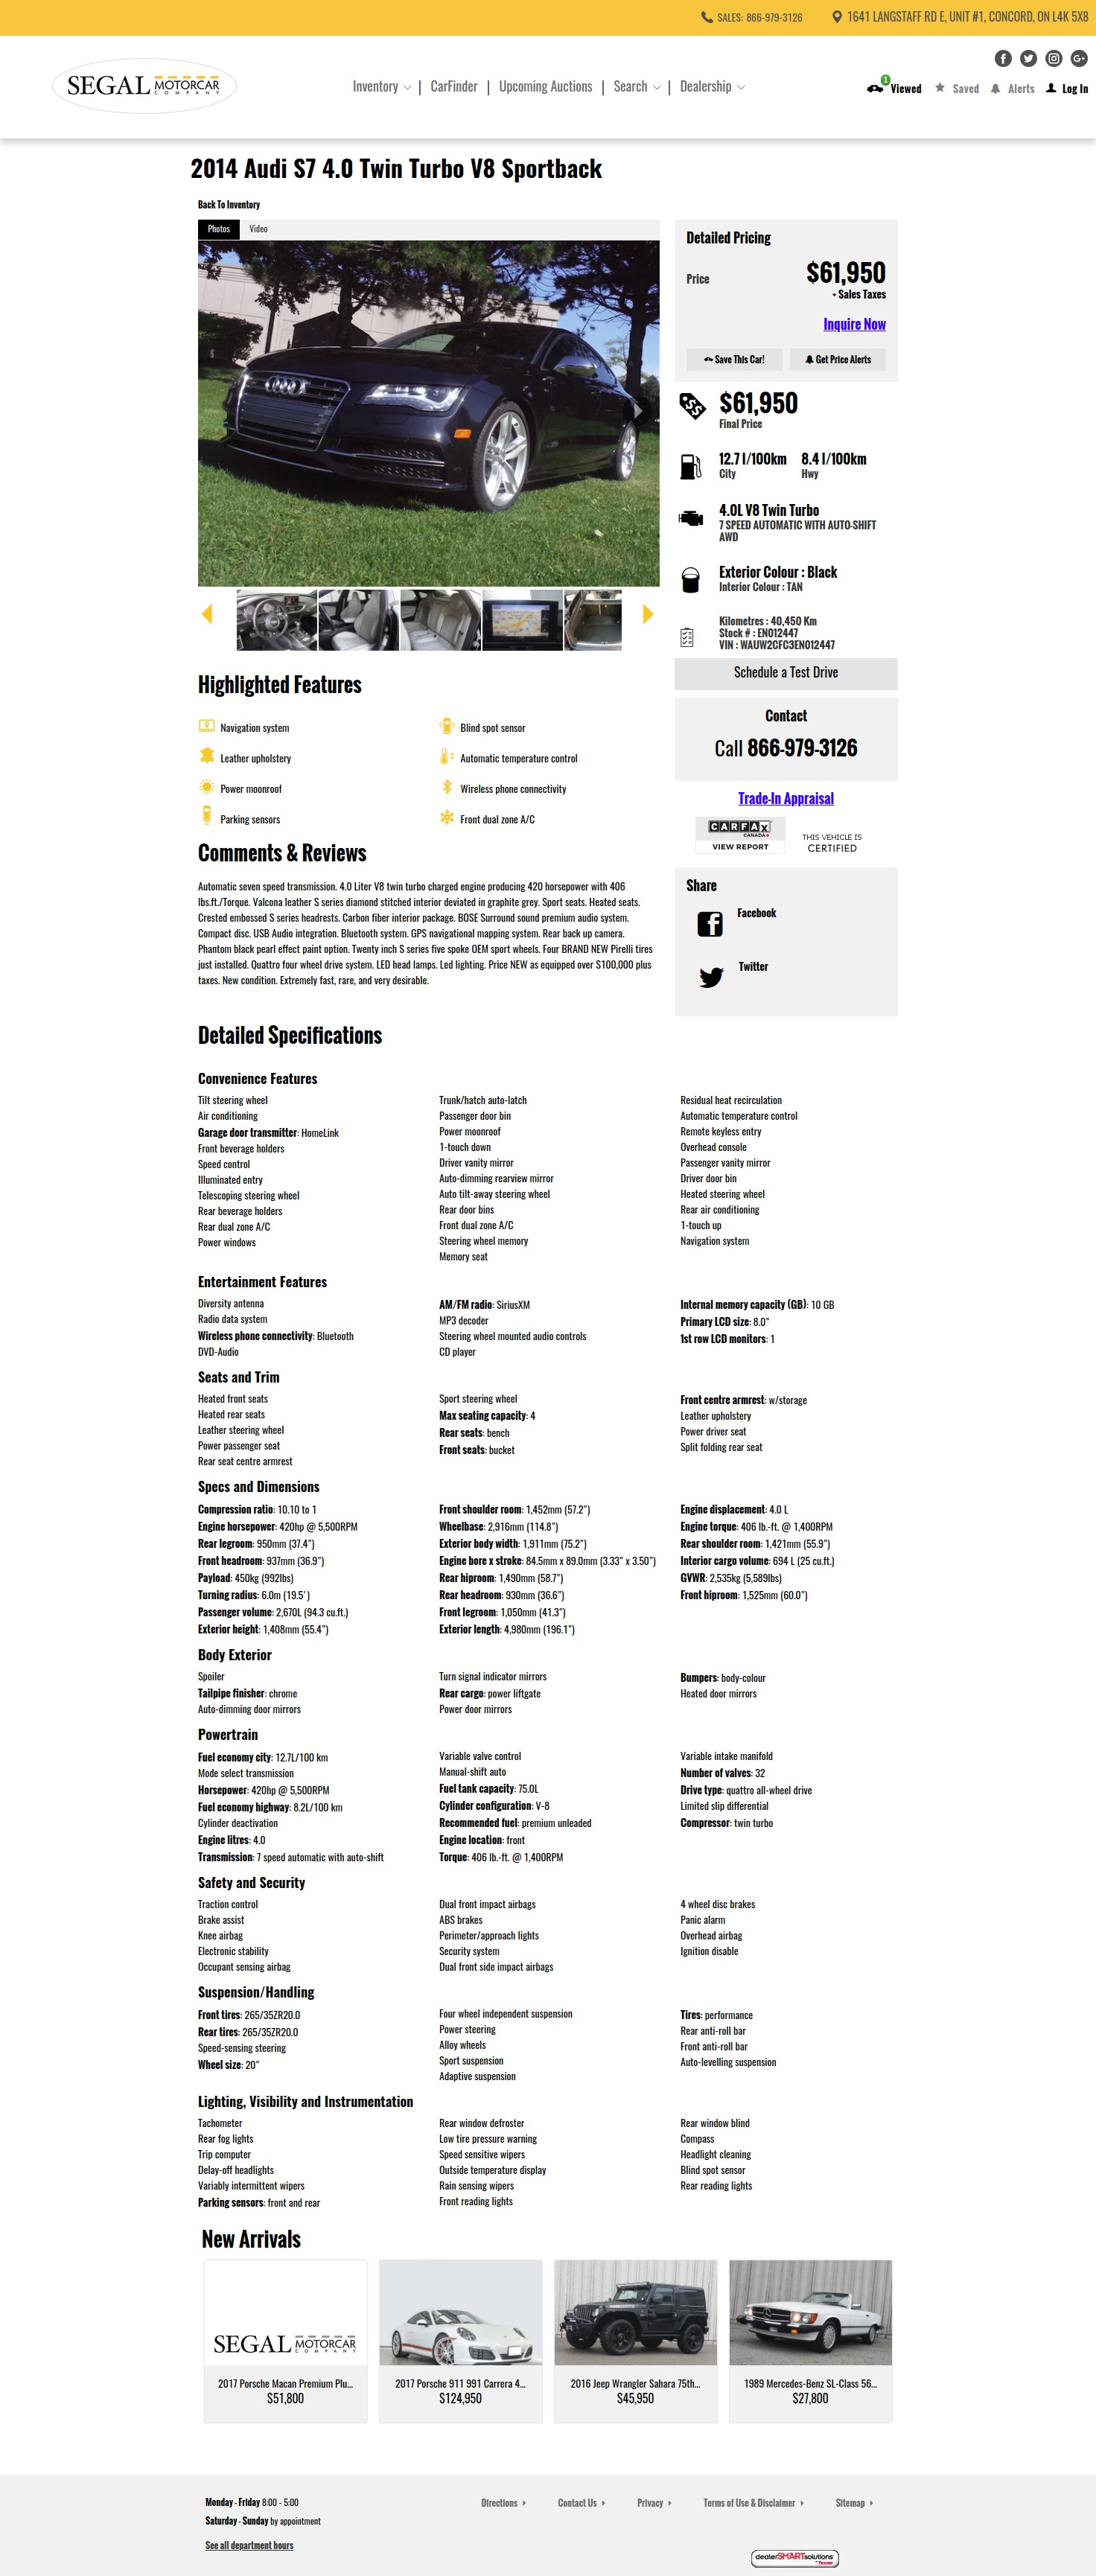 SALES: 866-979-3126
1641 LANGSTAFF RD E, UNIT #1, CONCORD, ON L4K 5X8
SEGAL MOTORCAR
COMPANY
Inventory
CarFinder
Upcoming Auctions
Search
Dealership
1
Viewed
Saved
Alerts
Log In
2014 Audi S7 4.0 Twin Turbo V8 Sportback
Back To Inventory
Photos
Video
Detailed Pricing
Price
$61,950
+ Sales Taxes
Inquire Now
Save This Car!
Get Price Alerts
$61,950
Final Price
12.7 l/100km
City
8.4 l/100km
Hwy
4.0L V8 Twin Turbo
7 SPEED AUTOMATIC WITH AUTO-SHIFT
AWD
Exterior Colour : Black
Interior Colour : TAN
Kilometres : 40,450 Km
Stock # : EN012447
VIN : WAUW2CFC3EN012447
Schedule a Test Drive
Contact
Call 866-979-3126
Trade-In Appraisal
CARFAX
CANADA
VIEW REPORT
THIS VEHICLE IS
CERTIFIED
Share
Facebook
Twitter
Highlighted Features
Navigation system
Blind spot sensor
Leather upholstery
Automatic temperature control
Power moonroof
Wireless phone connectivity
Parking sensors
Front dual zone A/C
Comments & Reviews
Automatic seven speed transmission. 4.0 Liter V8 twin turbo charged engine producing 420 horsepower with 406
lbs.ft./Torque. Valcona leather S series diamond stitched interior deviated in graphite grey. Sport seats. Heated seats.
Crested embossed S series headrests. Carbon fiber interior package. BOSE Surround sound premium audio system.
Compact disc. USB Audio integration. Bluetooth system. GPS navigational mapping system. Rear back up camera.
Phantom black pearl effect paint option. Twenty inch S series five spoke OEM sport wheels. Four BRAND NEW Pirelli tires
just installed. Quattro four wheel drive system. LED head lamps. Led lighting. Price NEW as equipped over $100,000 plus
taxes. New condition. Extremely fast, rare, and very desirable.
Detailed Specifications
Convenience Features
Tilt steering wheel
Air conditioning
Garage door transmitter: HomeLink
Front beverage holders
Speed control
Illuminated entry
Telescoping steering wheel
Rear beverage holders
Rear dual zone A/C
Power windows
Trunk/hatch auto-latch
Passenger door bin
Power moonroof
1-touch down
Driver vanity mirror
Auto-dimming rearview mirror
Auto tilt-away steering wheel
Rear door bins
Front dual zone A/C
Steering wheel memory
Memory seat
Residual heat recirculation
Automatic temperature control
Remote keyless entry
Overhead console
Passenger vanity mirror
Driver door bin
Heated steering wheel
Rear air conditioning
1-touch up
Navigation system
Entertainment Features
Diversity antenna
Radio data system
Wireless phone connectivity: Bluetooth
DVD-Audio
AM/FM radio: SiriusXM
MP3 decoder
Steering wheel mounted audio controls
CD player
Internal memory capacity (GB): 10 GB
Primary LCD size: 8.0"
1st row LCD monitors: 1
Seats and Trim
Heated front seats
Heated rear seats
Leather steering wheel
Power passenger seat
Rear seat centre armrest
Sport steering wheel
Max seating capacity: 4
Rear seats: bench
Front seats: bucket
Front centre armrest: w/storage
Leather upholstery
Power driver seat
Split folding rear seat
Specs and Dimensions
Compression ratio: 10.10 to 1
Engine horsepower: 420hp @ 5,500RPM
Rear legroom: 950mm (37.4")
Front headroom: 937mm (36.9")
Payload: 450kg (992lbs)
Turning radius: 6.0m (19.5')
Passenger volume: 2,670L (94.3 cu.ft.)
Exterior height: 1,408mm (55.4")
Front shoulder room: 1,452mm (57.2")
Wheelbase: 2,916mm (114.8")
Exterior body width: 1,911mm (75.2")
Engine bore x stroke: 84.5mm x 89.0mm (3.33" x 3.50")
Rear hiproom: 1,490mm (58.7")
Rear headroom: 930mm (36.6")
Front legroom: 1,050mm (41.3")
Exterior length: 4,980mm (196.1")
Engine displacement: 4.0 L
Engine torque: 406 lb.-ft. @ 1,400RPM
Rear shoulder room: 1,421mm (55.9")
Interior cargo volume: 694 L (25 cu.ft.)
GVWR: 2,535kg (5,589lbs)
Front hiproom: 1,525mm (60.0")
Body Exterior
Spoiler
Tailpipe finisher: chrome
Auto-dimming door mirrors
Turn signal indicator mirrors
Rear cargo: power liftgate
Power door mirrors
Bumpers: body-colour
Heated door mirrors
Powertrain
Fuel economy city: 12.7L/100 km
Mode select transmission
Horsepower: 420hp @ 5,500RPM
Fuel economy highway: 8.2L/100 km
Cylinder deactivation
Engine litres: 4.0
Transmission: 7 speed automatic with auto-shift
Variable valve control
Manual-shift auto
Fuel tank capacity: 75.0L
Cylinder configuration: V-8
Recommended fuel: premium unleaded
Engine location: front
Torque: 406 lb.-ft. @ 1,400RPM
Variable intake manifold
Number of valves: 32
Drive type: quattro all-wheel drive
Limited slip differential
Compressor: twin turbo
Safety and Security
Traction control
Brake assist
Knee airbag
Electronic stability
Occupant sensing airbag
Dual front impact airbags
ABS brakes
Perimeter/approach lights
Security system
Dual front side impact airbags
4 wheel disc brakes
Panic alarm
Overhead airbag
Ignition disable
Suspension/Handling
Front tires: 265/35ZR20.0
Rear tires: 265/35ZR20.0
Speed-sensing steering
Wheel size: 20"
Four wheel independent suspension
Power steering
Alloy wheels
Sport suspension
Adaptive suspension
Tires: performance
Rear anti-roll bar
Front anti-roll bar
Auto-levelling suspension
Lighting, Visibility and Instrumentation
Tachometer
Rear fog lights
Trip computer
Delay-off headlights
Variably intermittent wipers
Parking sensors: front and rear
Rear window defroster
Low tire pressure warning
Speed sensitive wipers
Outside temperature display
Rain sensing wipers
Front reading lights
Rear window blind
Compass
Headlight cleaning
Blind spot sensor
Rear reading lights
New Arrivals
SEGAL MOTORCAR
COMPANY
2017 Porsche Macan Premium Plu...
$51,800
2017 Porsche 911 991 Carrera 4...
$124,950
2016 Jeep Wrangler Sahara 75th...
$45,950
1989 Mercedes-Benz SL-Class 56...
$27,800
Monday - Friday 8:00 - 5:00
Saturday - Sunday by appointment
See all department hours
Directions
Contact Us
Privacy
Terms of Use & Disclaimer
Sitemap
dealerSMARTsolutions